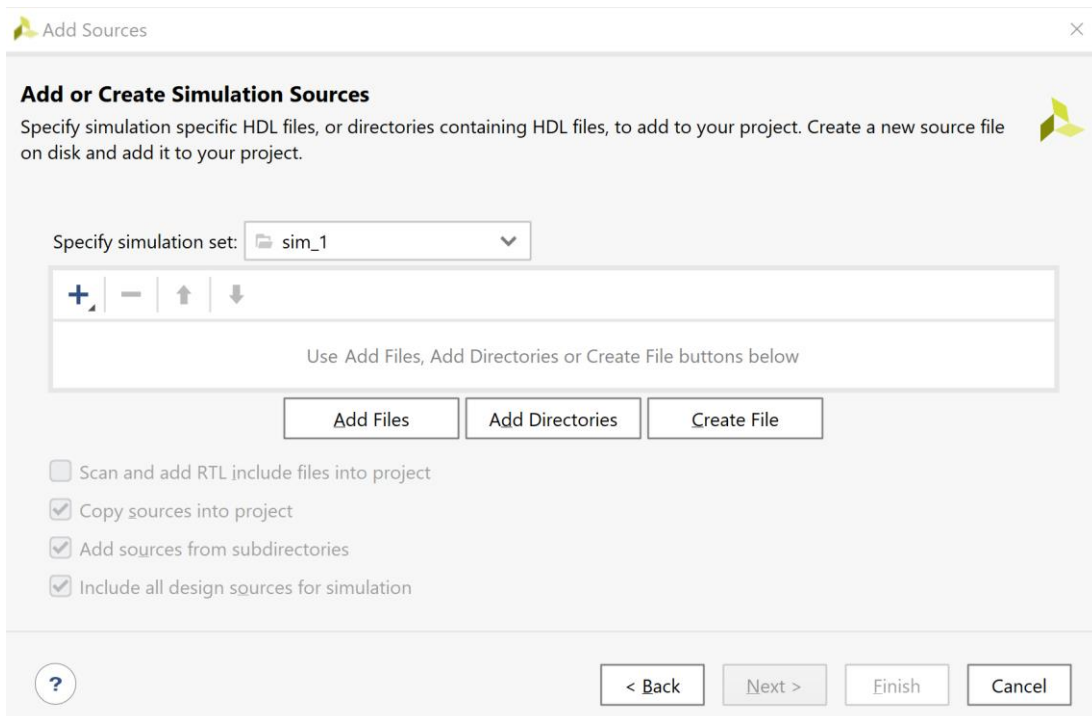 Add Sources
Add or Create Simulation Sources
Specify simulation specific HDL files, or directories containing HDL files, to add to your project. Create a new source file
on disk and add it to your project.
Specify simulation set: sim_1
Use Add Files, Add Directories or Create File buttons below
Add Files Add Directories Create File
Scan and add RTL include files into project
Copy sources into project
Add sources from subdirectories
Include all design sources for simulation
? < Back Next > Finish Cancel